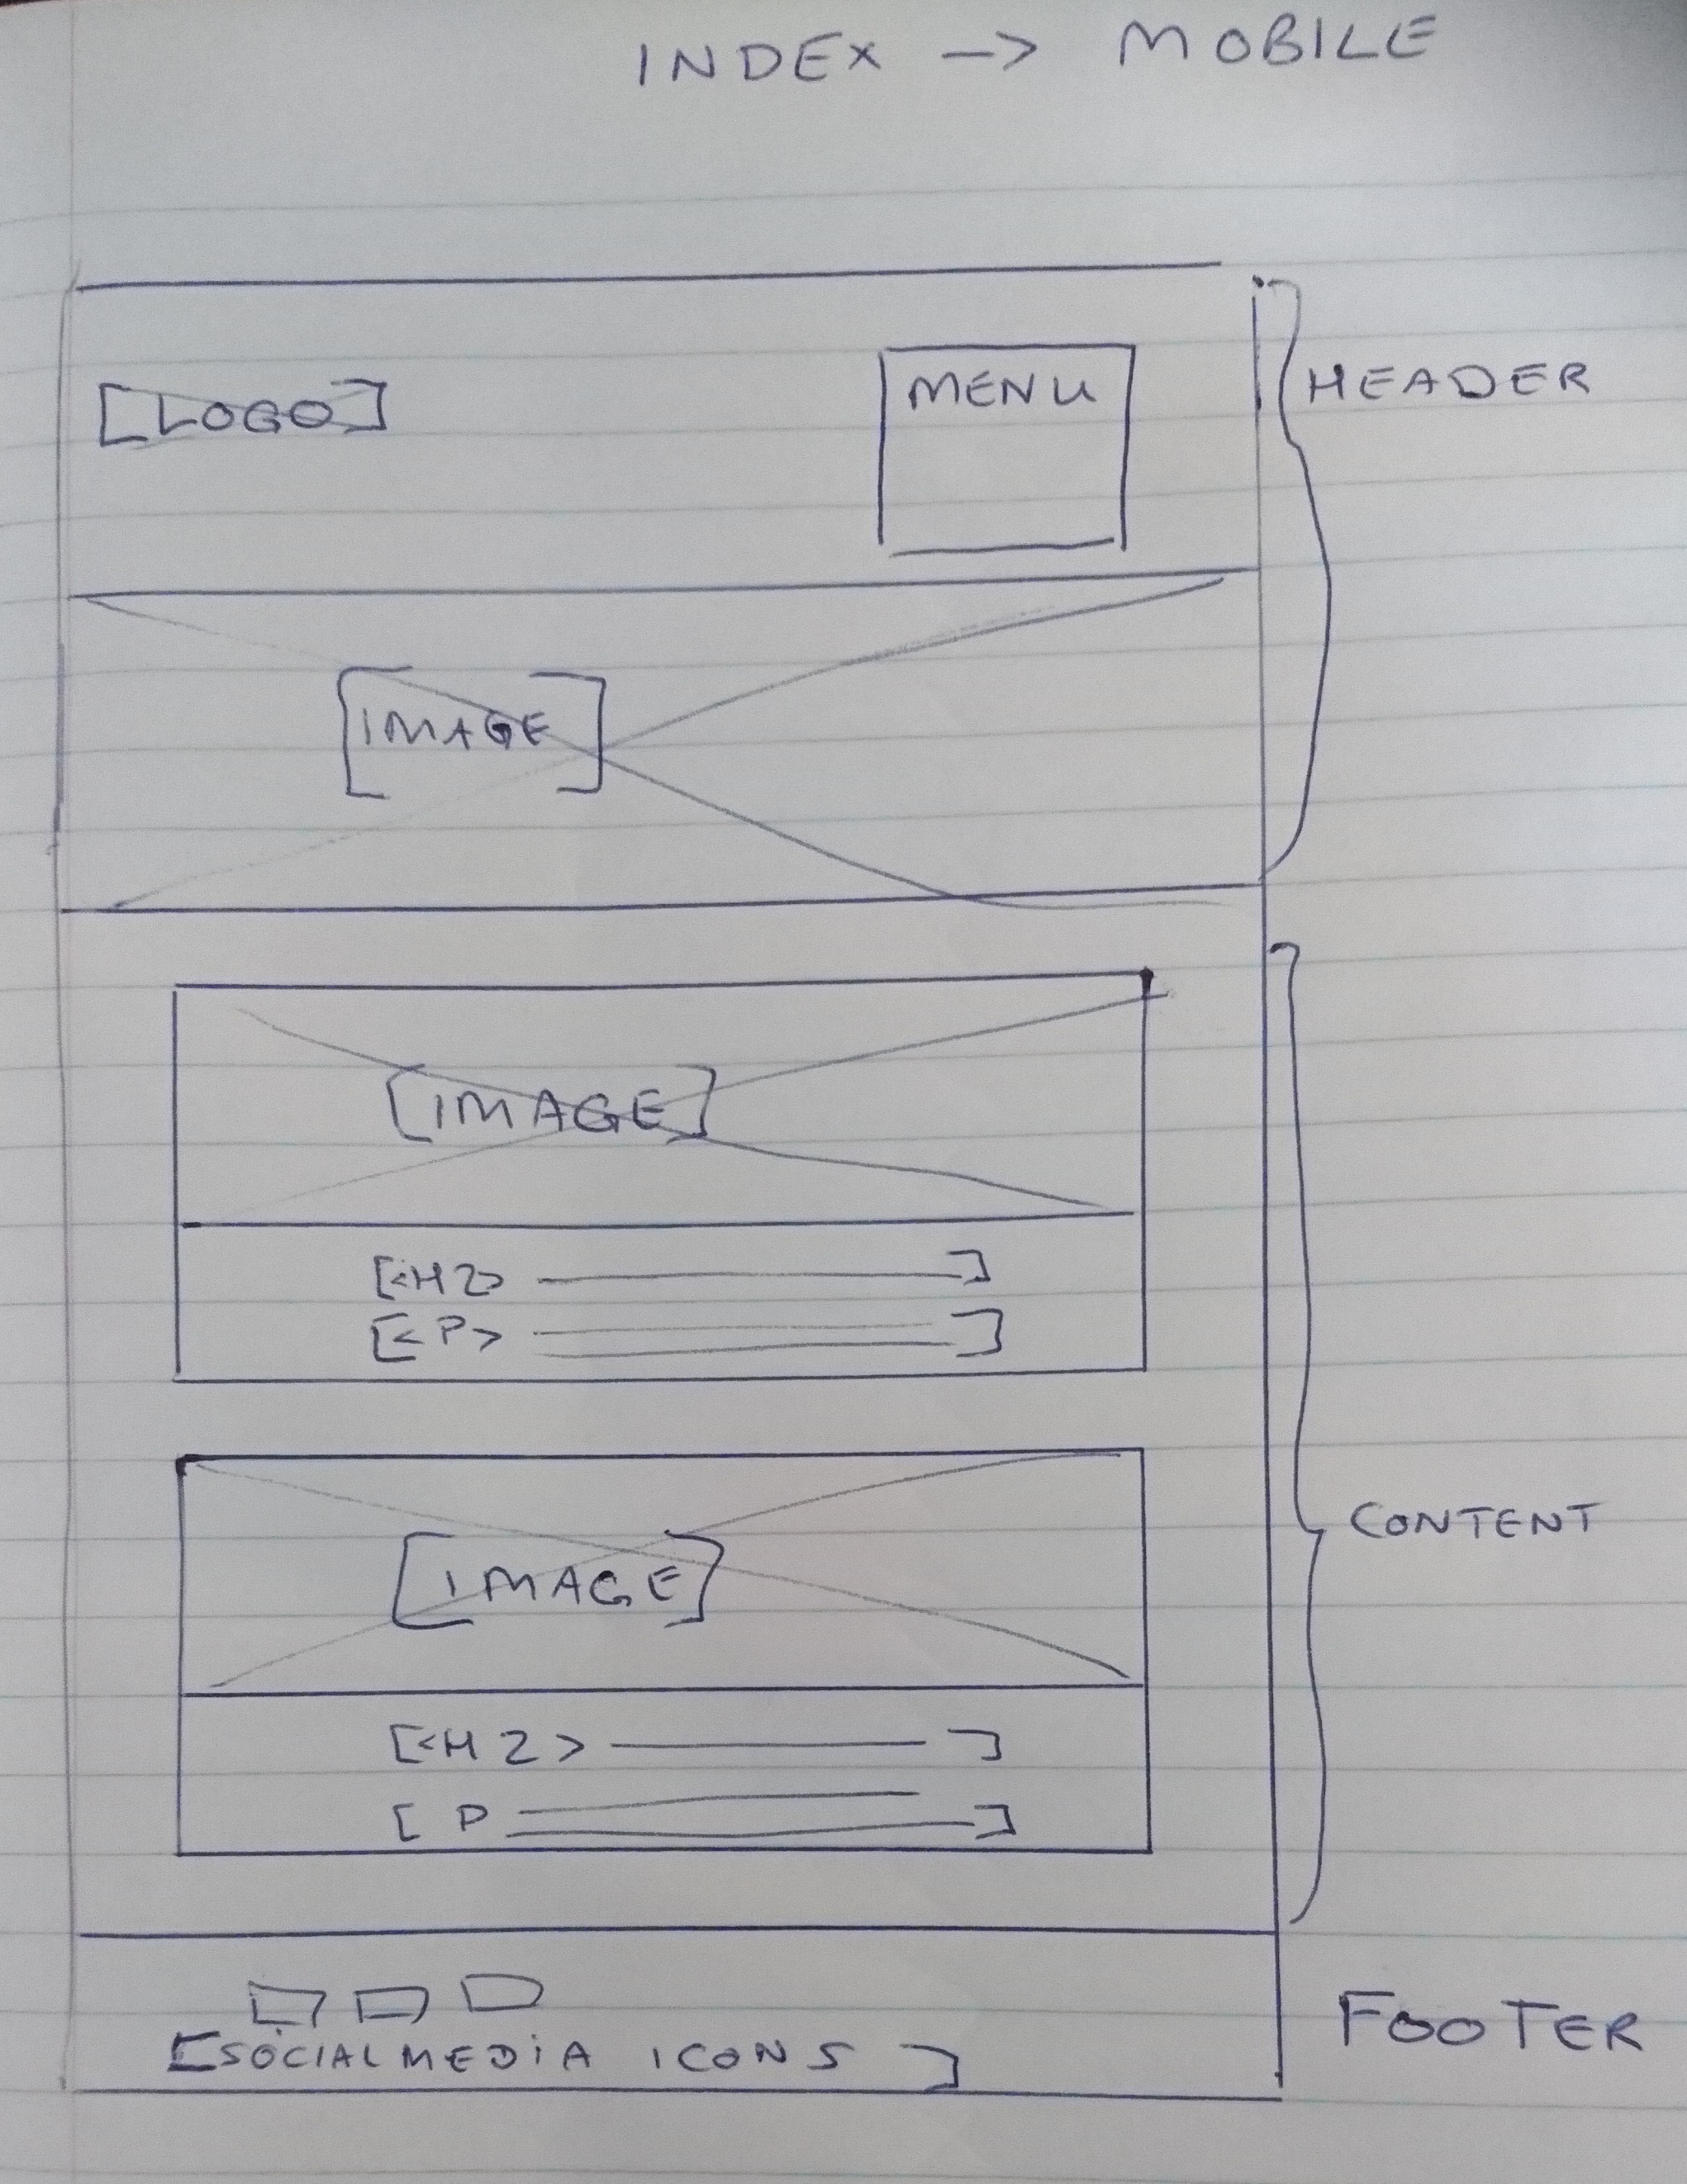 INDEX -> MOBILE
[LOGO]
MENU
HEADER
[IMAGE]
[IMAGE]
[<H2> ]
[<P> ]
[IMAGE]
CONTENT
[<H2> ]
[ P ]
[SOCIALMEDIA ICONS ]
FOOTER